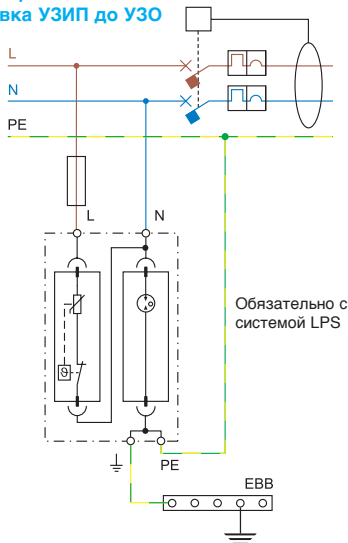 вка УЗИП до УЗО
L
N
PE
L
N
Обязательно с
системой LPS
PE
EBB